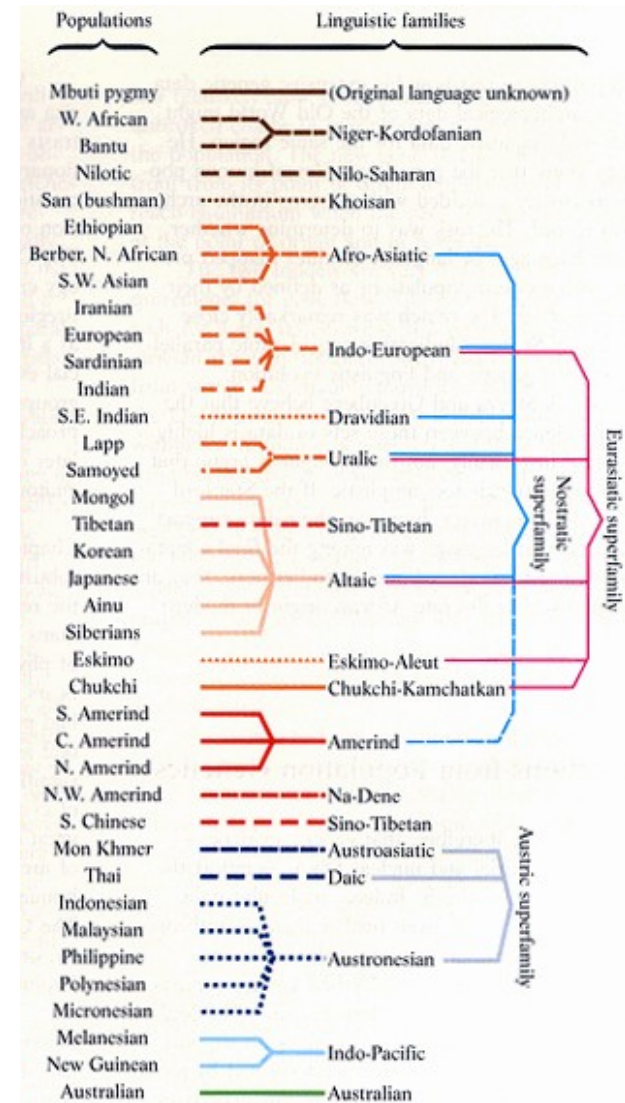 Populations Linguistic families
Mbuti pygmy (Original language unknown)
W. African
Niger-Kordofanian
Bantu
Nilotic Nilo-Saharan
San (bushman) Khoisan
Ethiopian
Berber, N. African Afro-Asiatic
S.W. Asian
Iranian
European
Indo-European
Sardinian
Indian
S.E. Indian Dravidian
Lapp
Uralic
Samoyed
Mongol
Tibetan Sino-Tibetan
Korean
Japanese Altaic
Ainu
Siberians
Eskimo Eskimo-Aleut
Chukchi Chukchi-Kamchatkan
S. Amerind
C. Amerind Amerind
N. Amerind
N.W. Amerind Na-Dene
S. Chinese Sino-Tibetan
Mon Khmer Austroasiatic
Thai Daic
Indonesian
Malaysian
Philippine Austronesian
Polynesian
Micronesian
Melanesian
Indo-Pacific
New Guinean
Australian Australian
Nostratic
superfamily
Eurasiatic superfamily
Austric superfamily